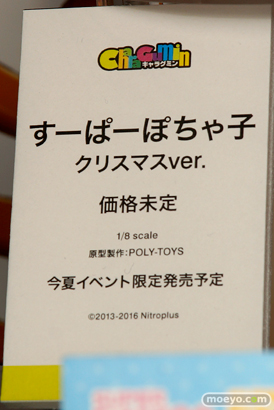 CharaGumin
キャラグミン
すーぱーぽちゃ子
クリスマスver.
価格未定
1/8 scale
原型製作:POLY-TOYS
今夏イベント限定発売予定
©2013-2016 Nitroplus
moeyo.com